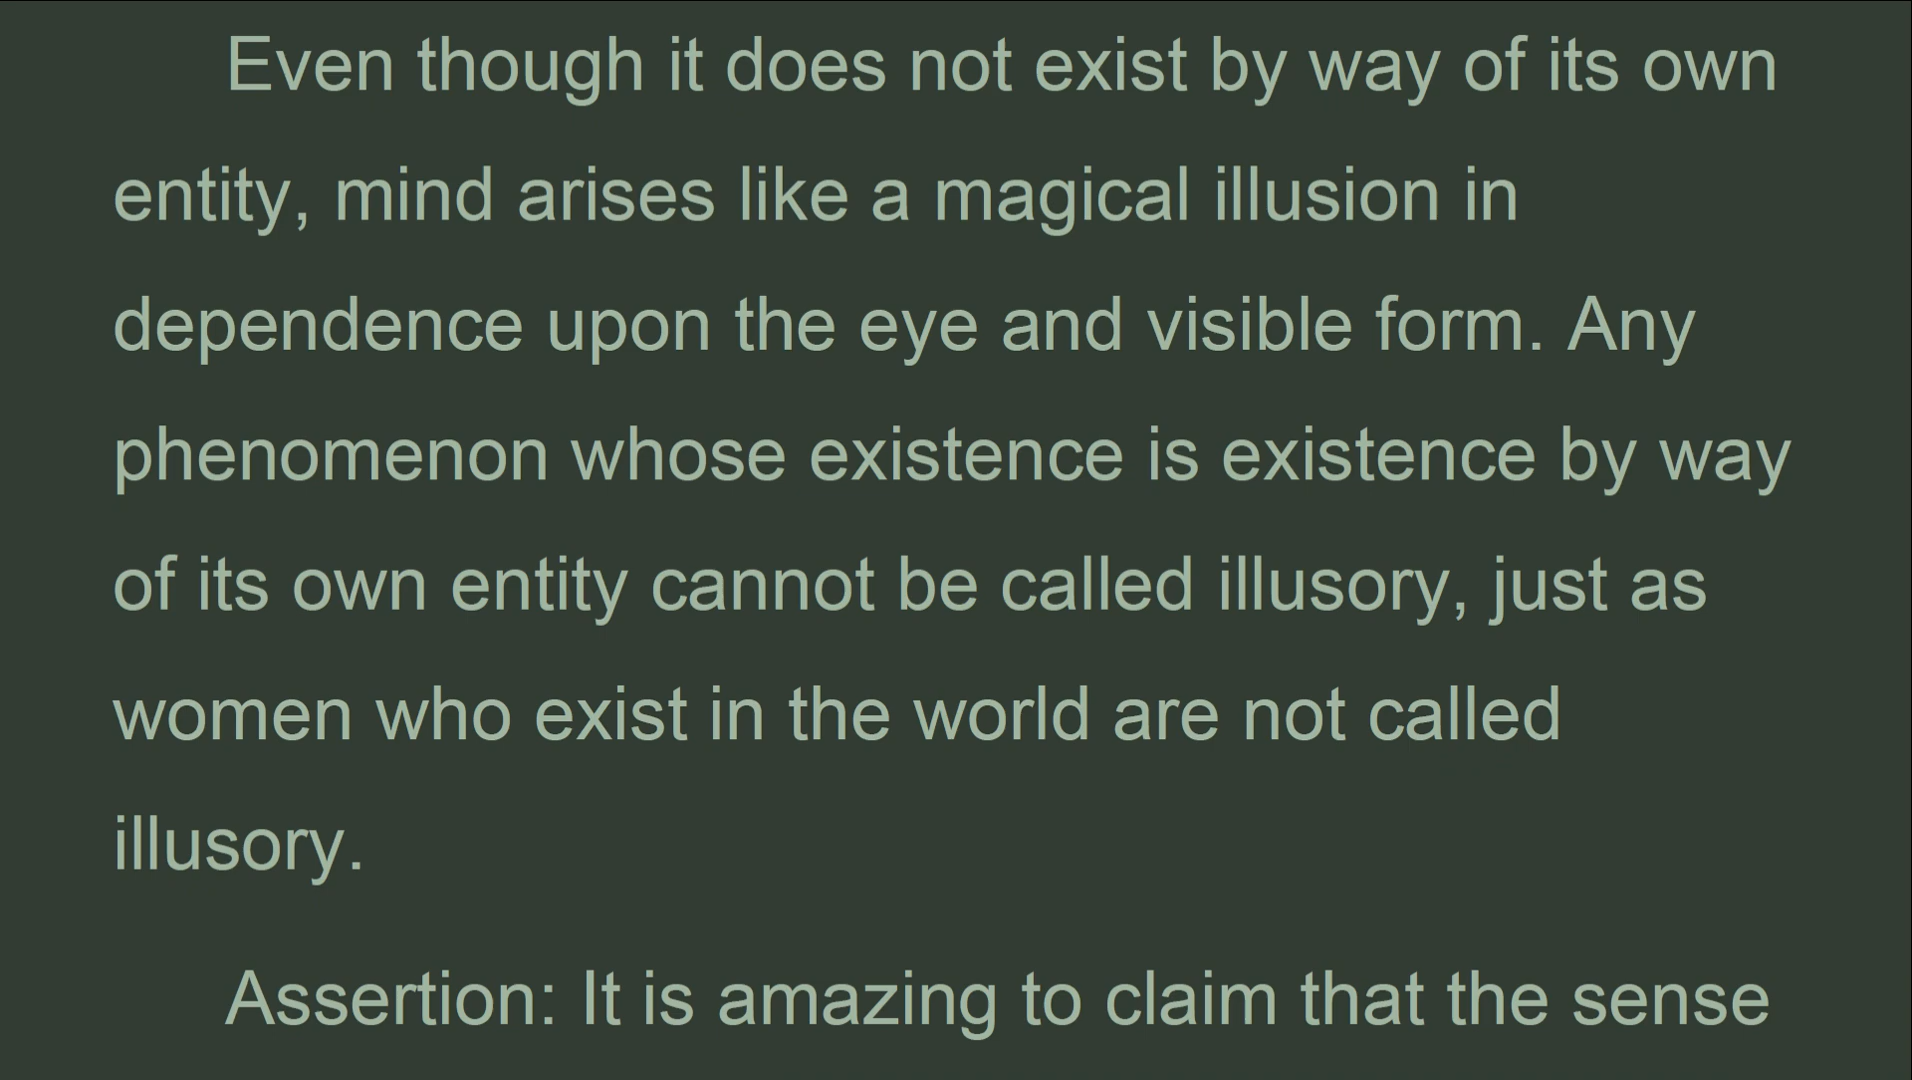 Even though it does not exist by way of its own
entity, mind arises like a magical illusion in
dependence upon the eye and visible form. Any
phenomenon whose existence is existence by way
of its own entity cannot be called illusory, just as
women who exist in the world are not called
illusory.
Assertion: It is amazing to claim that the sense